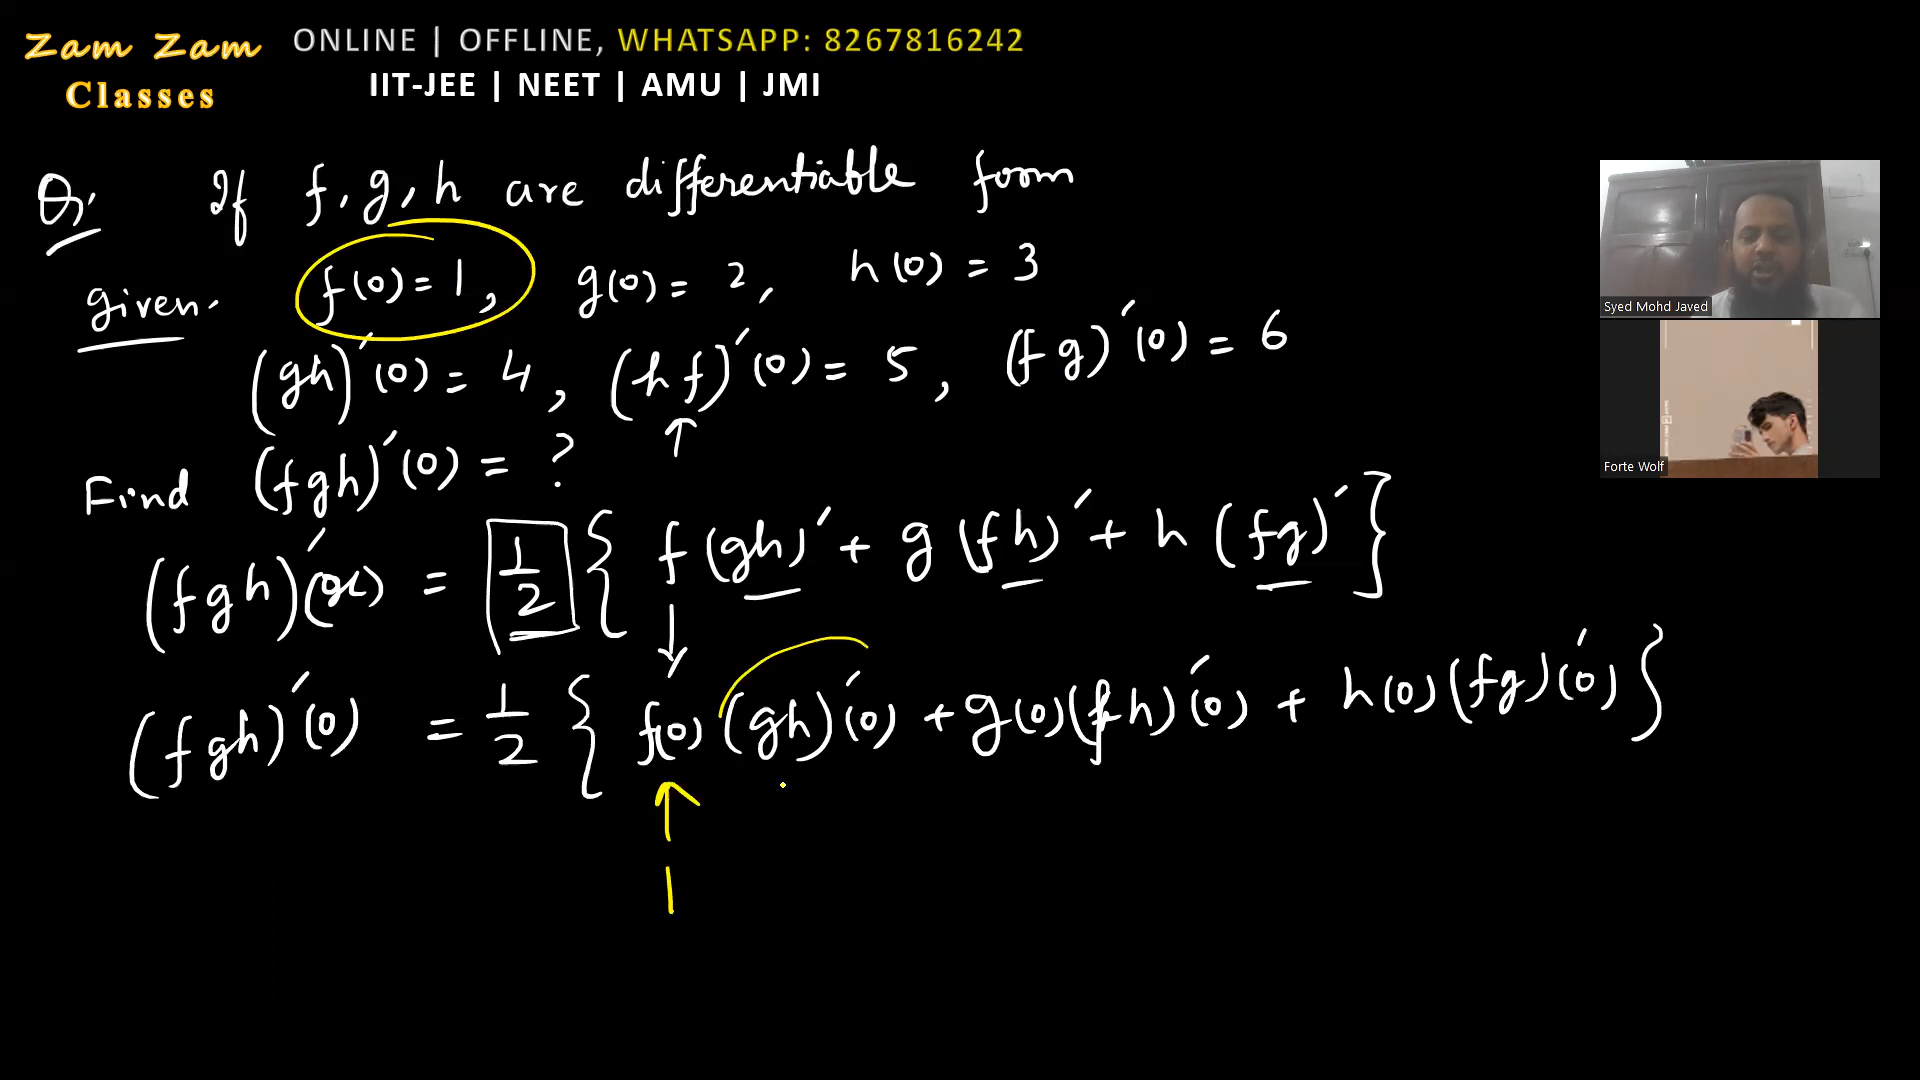 Zam Zam Classes
ONLINE | OFFLINE, WHATSAPP: 8267816242
IIT-JEE | NEET | AMU | JMI
Q. If f, g, h are differentiable
given. f(0) = 1, g(0) = 2, h(0) = 3
(gh)′(0) = 4, (hf)′(0) = 5, (fg)′(0) = 6
↑
Find (fgh)′(0) = ?
(fgh)′(x) = 1/2 { f(gh)′ + g(fh)′ + h(fg)′ }
↓
(fgh)′(0) = 1/2 { f(0)(gh)′(0) + g(0)(fh)′(0) + h(0)(fg)′(0) }
↑
1
Syed Mohd Javed
Forte Wolf